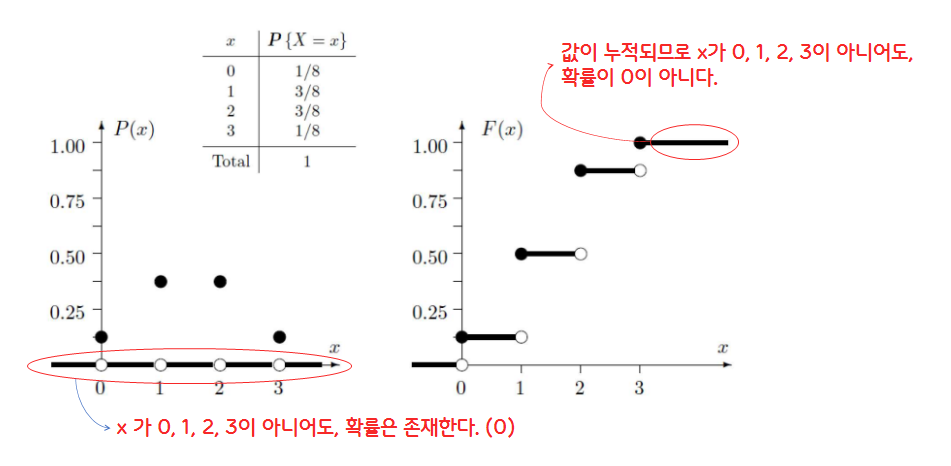 x P {X = x}
0 1/8
1 3/8
2 3/8
3 1/8
Total 1
값이 누적되므로 x가 0, 1, 2, 3이 아니어도,
확률이 0이 아니다.
P(x)
1.00
0.75
0.50
0.25
x
0 1 2 3
F(x)
1.00
0.75
0.50
0.25
x
0 1 2 3
x 가 0, 1, 2, 3이 아니어도, 확률은 존재한다. (0)